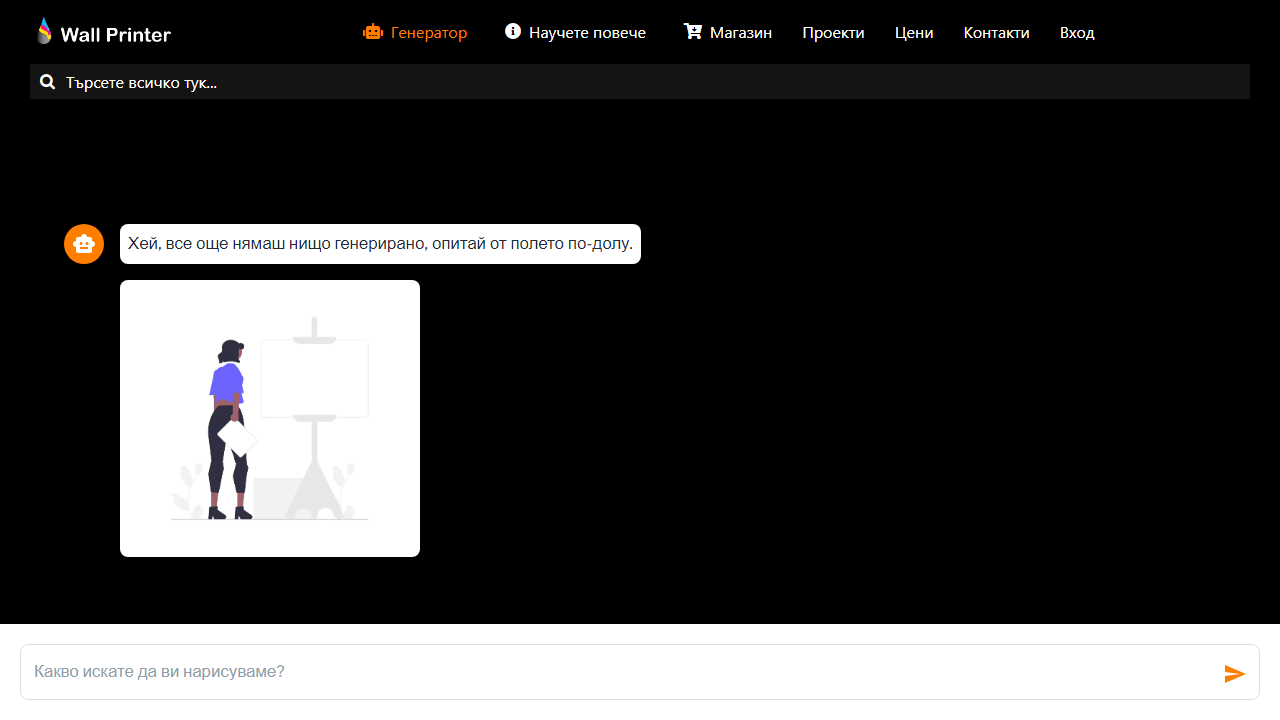 Wall Printer
Генератор
Научете повече
Магазин
Проекти
Цени
Контакти
Вход
Търсете всичко тук...
Хей, все още нямаш нищо генерирано, опитай от полето по-долу.
Какво искате да ви нарисуваме?